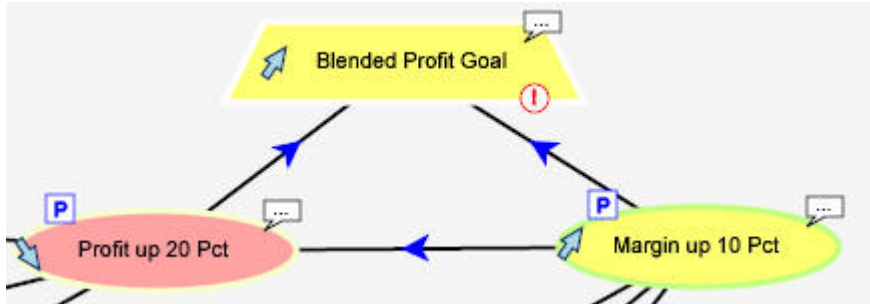 ...
Blended Profit Goal
!
P
...
Profit up 20 Pct
P
...
Margin up 10 Pct